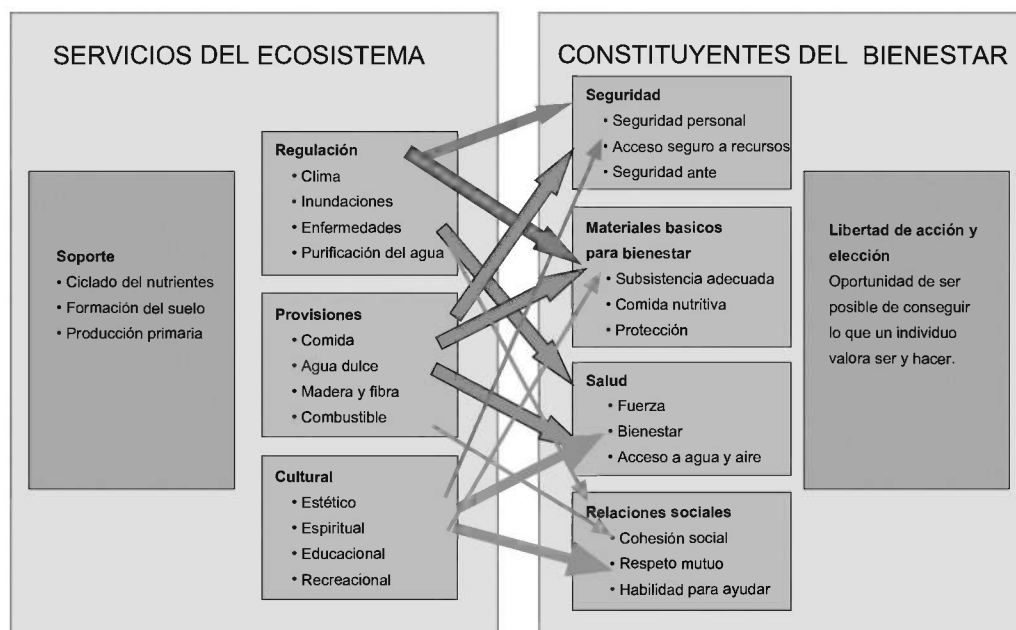 SERVICIOS DEL ECOSISTEMA
Soporte
• Ciclado del nutrientes
• Formación del suelo
• Producción primaria
Regulación
• Clima
• Inundaciones
• Enfermedades
• Purificación del agua
Provisiones
• Comida
• Agua dulce
• Madera y fibra
• Combustible
Cultural
• Estético
• Espiritual
• Educacional
• Recreacional
CONSTITUYENTES DEL BIENESTAR
Seguridad
• Seguridad personal
• Acceso seguro a recursos
• Seguridad ante
Materiales basicos
para bienestar
• Subsistencia adecuada
• Comida nutritiva
• Protección
Salud
• Fuerza
• Bienestar
• Acceso a agua y aire
Relaciones sociales
• Cohesión social
• Respeto mutuo
• Habilidad para ayudar
Libertad de acción y
elección
Oportunidad de ser
posible de conseguir
lo que un individuo
valora ser y hacer.